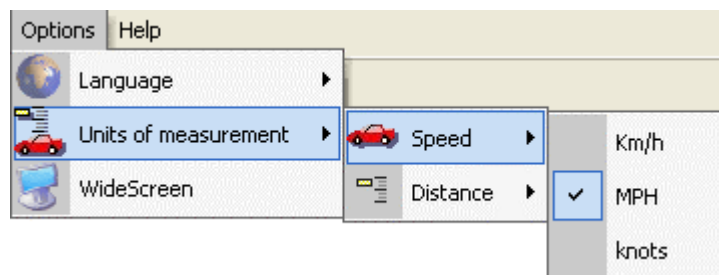 Options Help
Language
Units of measurement
WideScreen
Speed
Distance
Km/h
MPH
knots